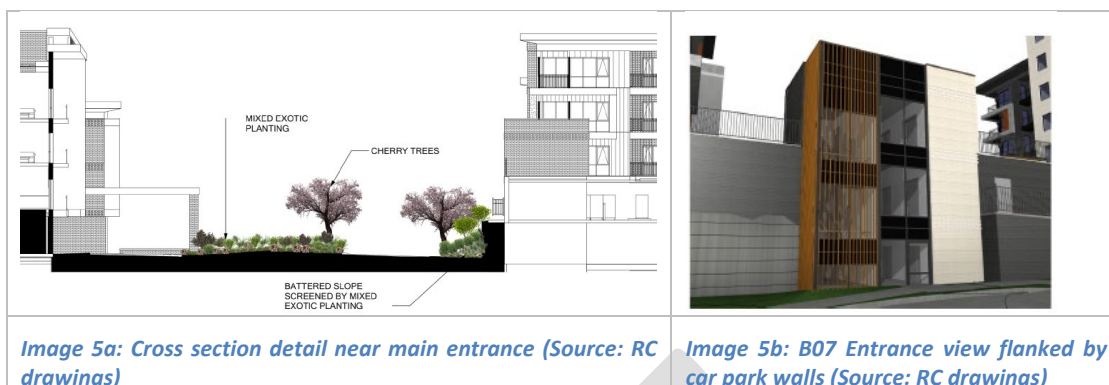 MIXED EXOTIC
PLANTING
CHERRY TREES
BATTERED SLOPE
SCREENED BY MIXED
EXOTIC PLANTING
Image 5a: Cross section detail near main entrance (Source: RC
drawings)
Image 5b: B07 Entrance view flanked by
car park walls (Source: RC drawings)